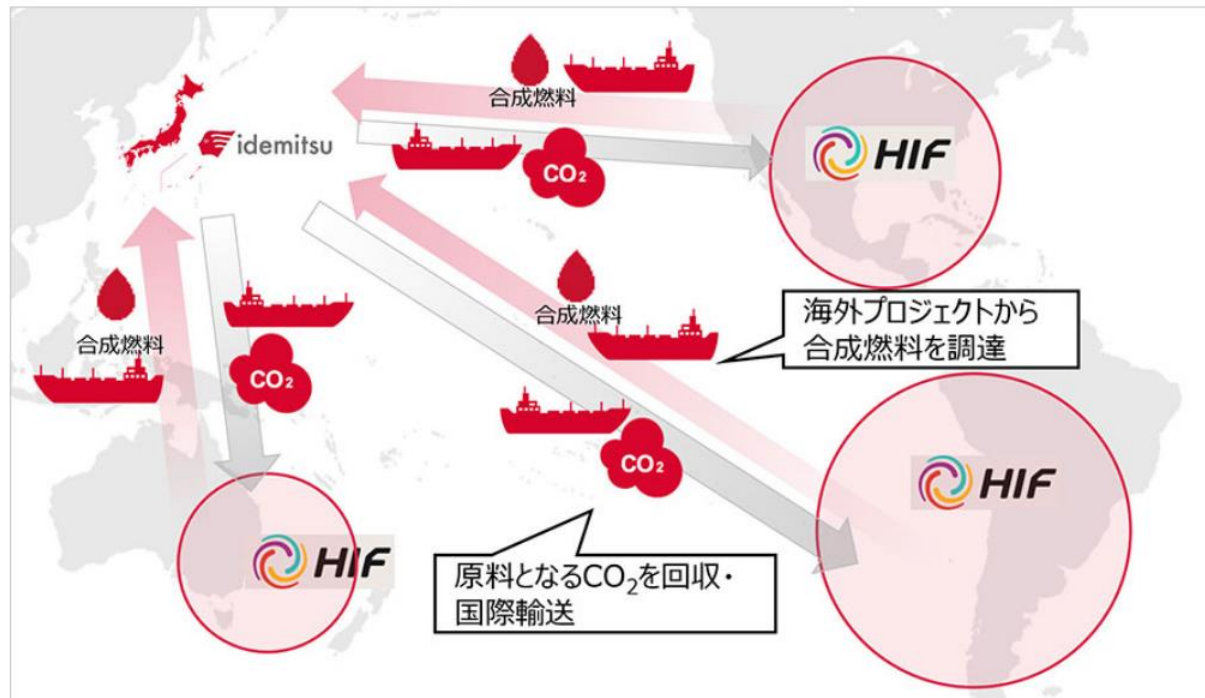 合成燃料
idemitsu
CO₂
HIF
合成燃料
CO₂
合成燃料
海外プロジェクトから
合成燃料を調達
CO₂
HIF
HIF
原料となるCO₂を回収・
国際輸送